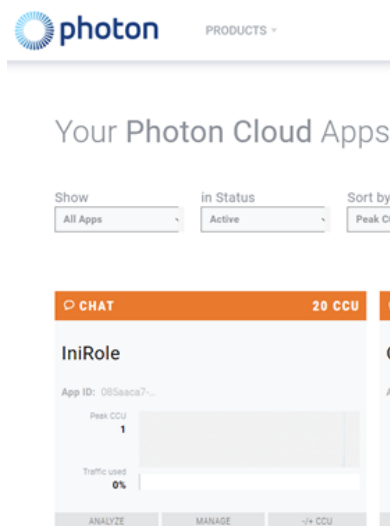 photon PRODUCTS
Your Photon Cloud Apps
Show in Status Sort by
All Apps Active Peak C
CHAT 20 CCU
IniRole
App ID: 085aaca7-...
Peak CCU
1
Traffic used
0%
ANALYZE MANAGE -/+ CCU